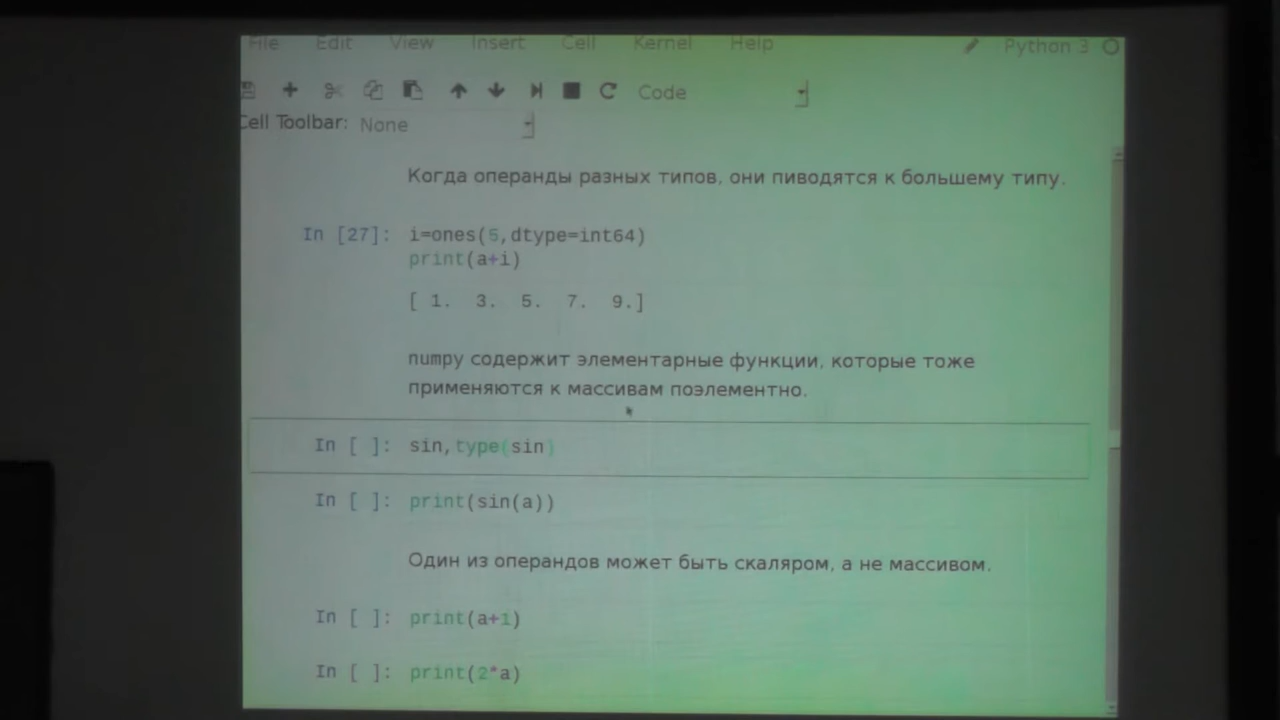 File Edit View Insert Cell Kernel Help Python 3
Code
Cell Toolbar: None
Когда операнды разных типов, они пиводятся к большему типу.
In [27]: i=ones(5,dtype=int64)
print(a+i)
[ 1. 3. 5. 7. 9.]
numpy содержит элементарные функции, которые тоже
применяются к массивам поэлементно.
In [ ]: sin,type(sin)
In [ ]: print(sin(a))
Один из операндов может быть скаляром, а не массивом.
In [ ]: print(a+1)
In [ ]: print(2*a)